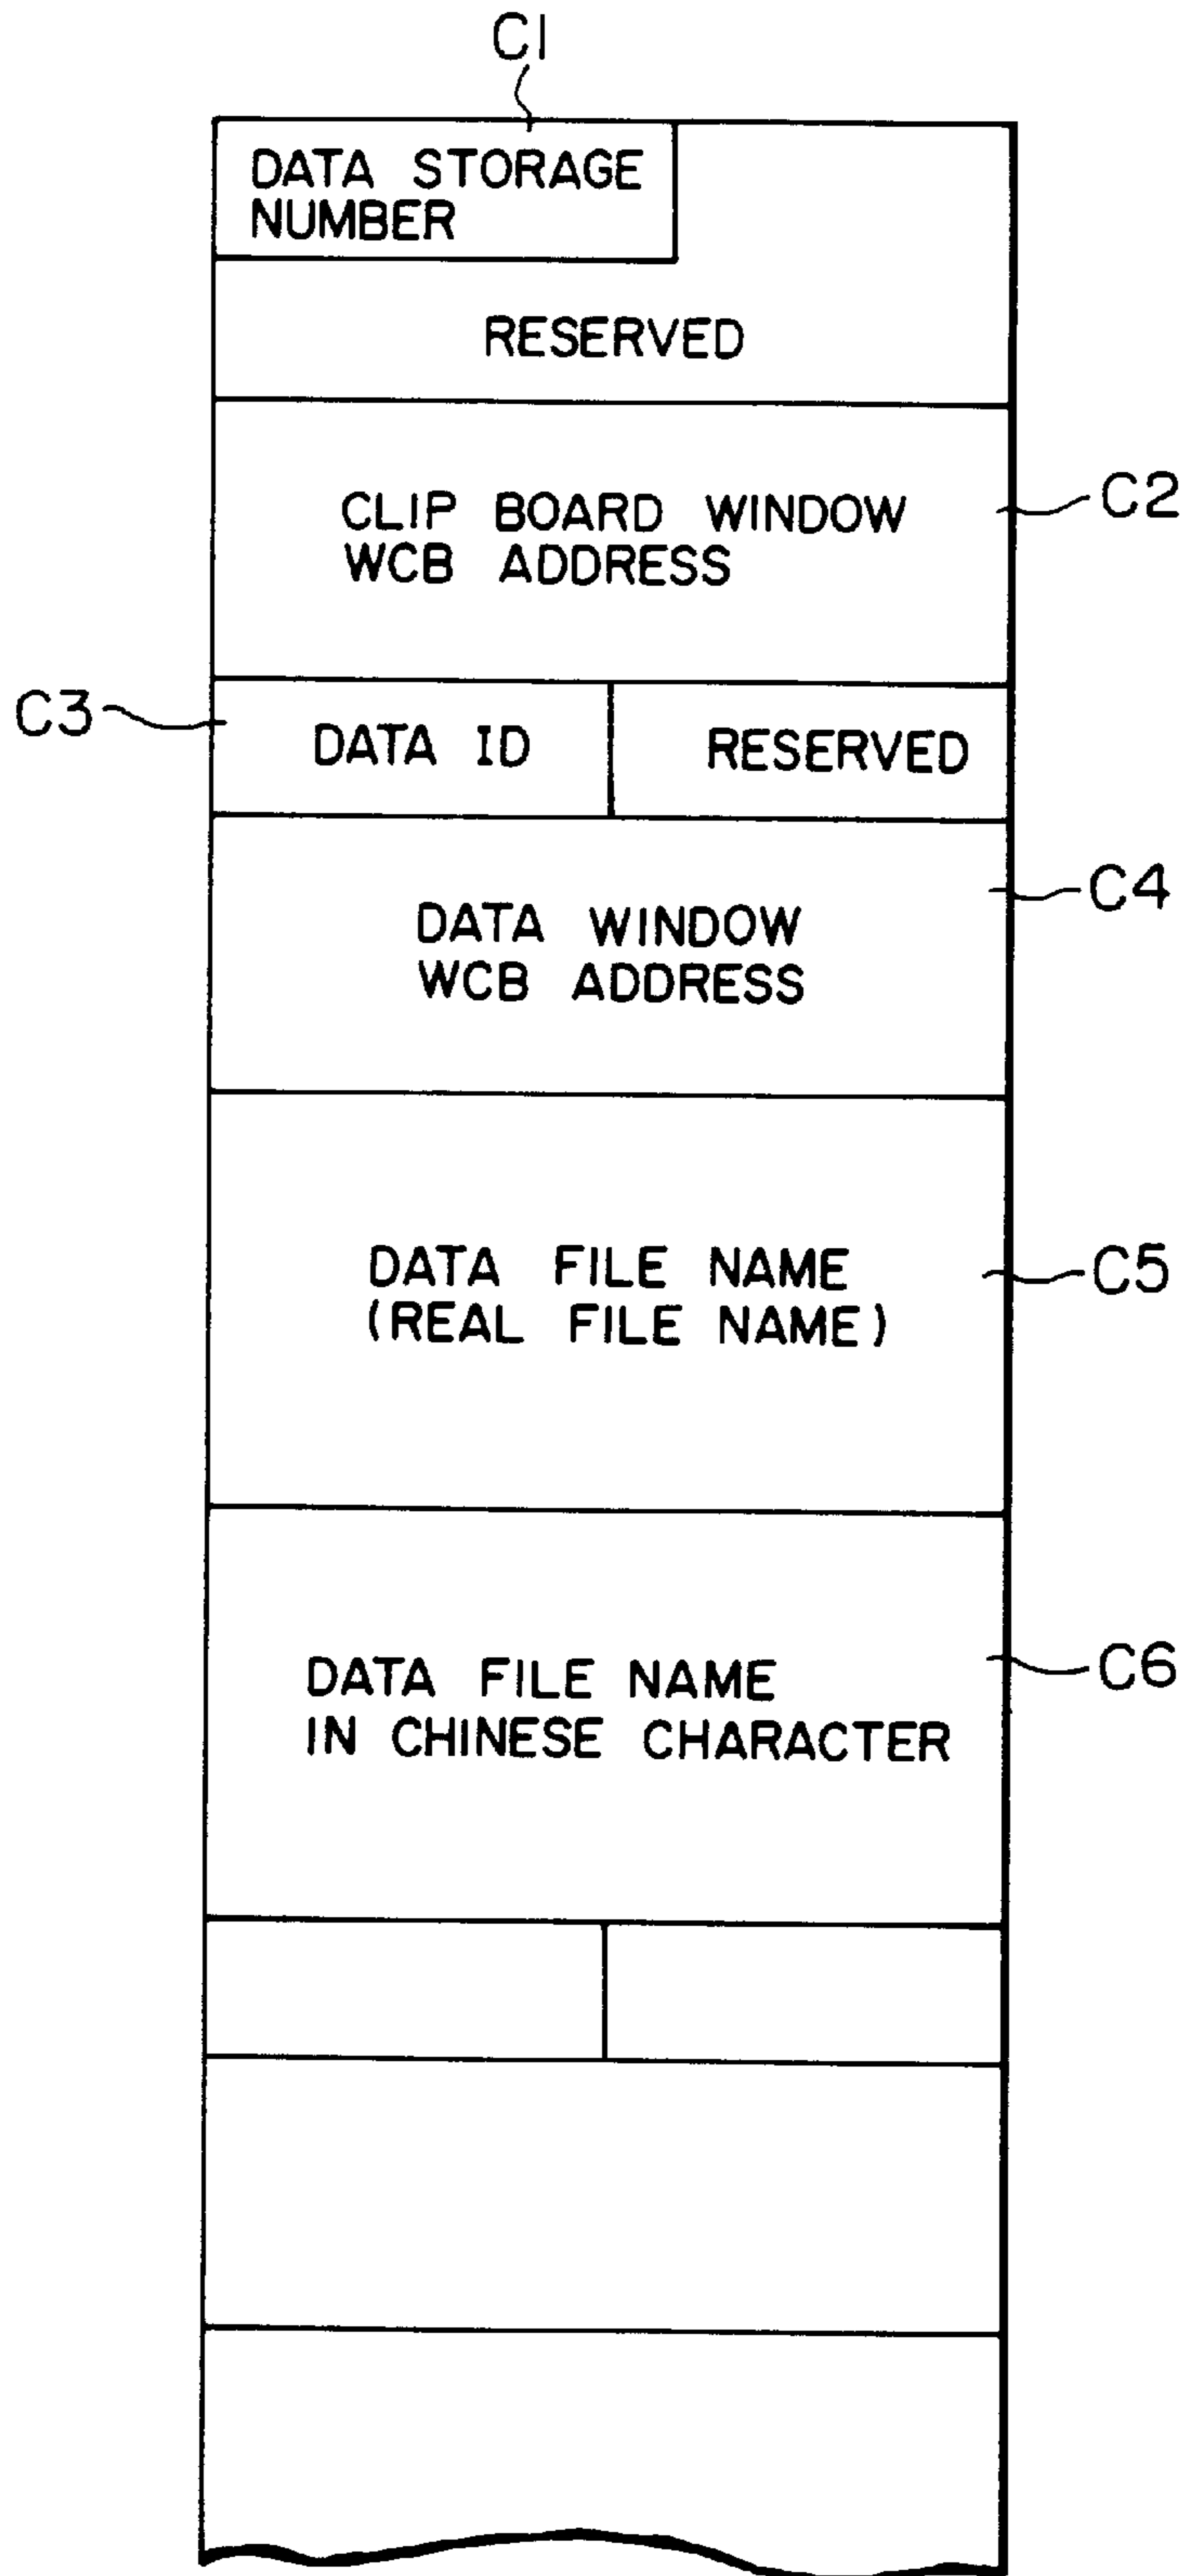 C1
DATA STORAGE
NUMBER
RESERVED
CLIP BOARD WINDOW
WCB ADDRESS
C2
C3
DATA ID
RESERVED
C4
DATA WINDOW
WCB ADDRESS
DATA FILE NAME
(REAL FILE NAME)
C5
DATA FILE NAME
IN CHINESE CHARACTER
C6